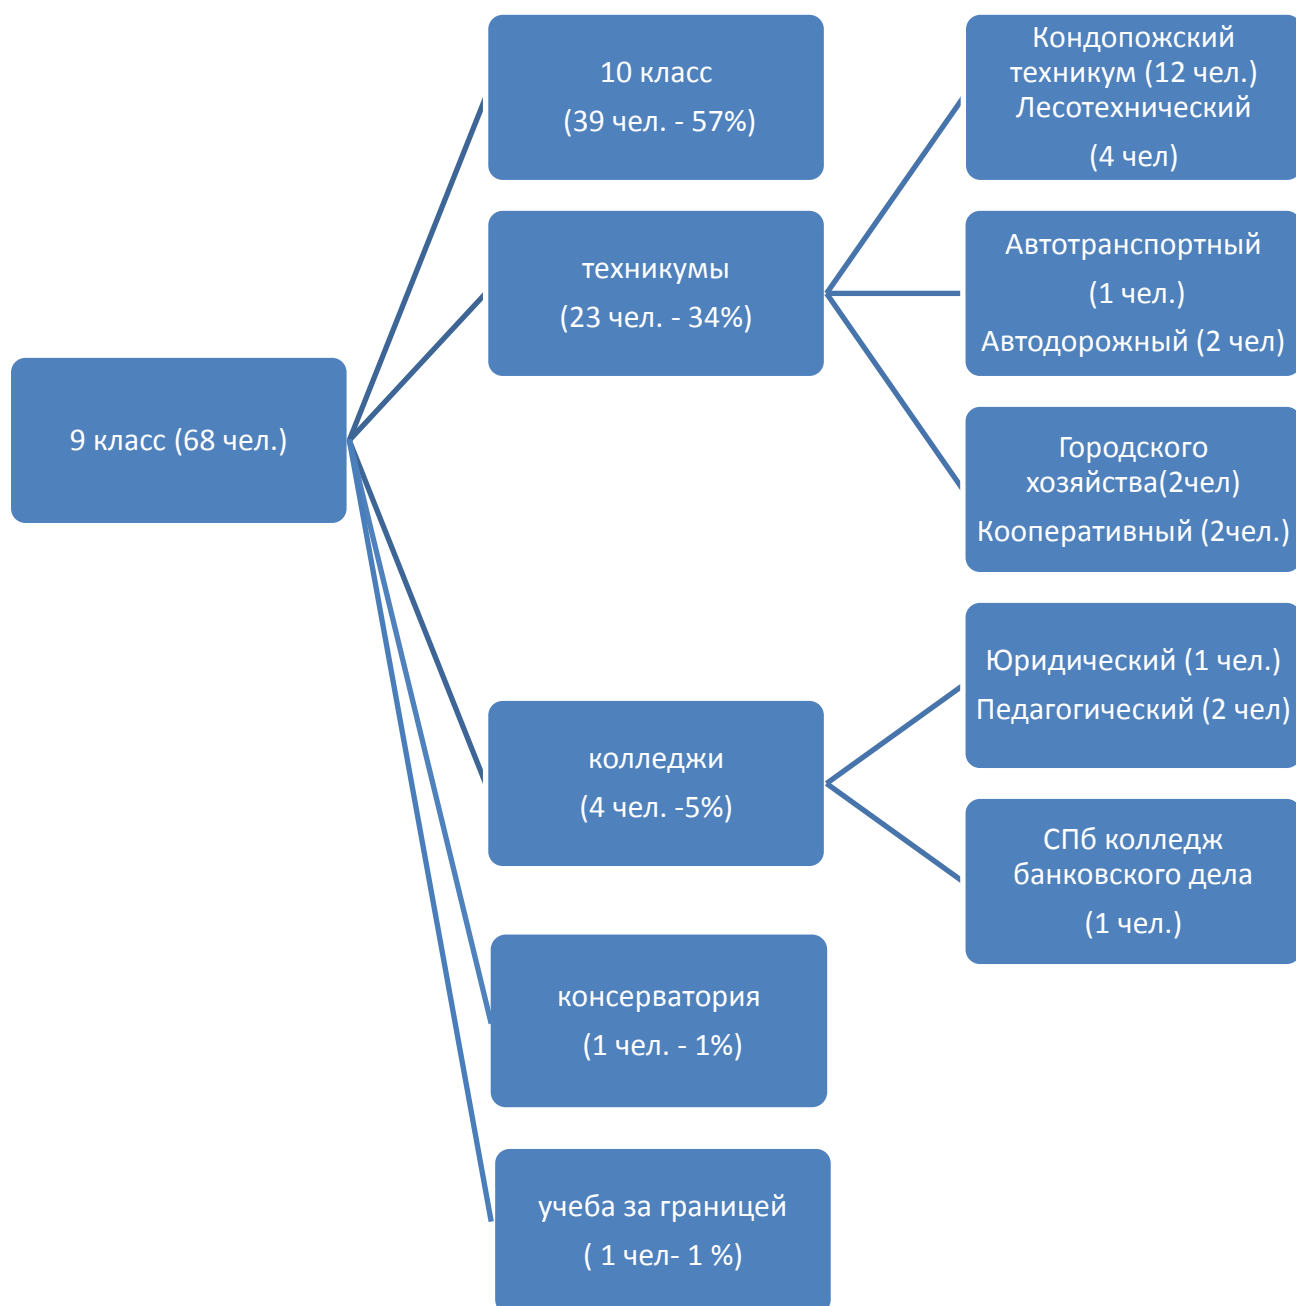 9 класс (68 чел.)
10 класс
(39 чел. - 57%)
техникумы
(23 чел. - 34%)
колледжи
(4 чел. -5%)
консерватория
(1 чел. - 1%)
учеба за границей
( 1 чел- 1 %)
Кондопожский
техникум (12 чел.)
Лесотехнический
(4 чел)
Автотранспортный
(1 чел.)
Автодорожный (2 чел)
Городского
хозяйства(2чел)
Кооперативный (2чел.)
Юридический (1 чел.)
Педагогический (2 чел)
СПб колледж
банковского дела
(1 чел.)